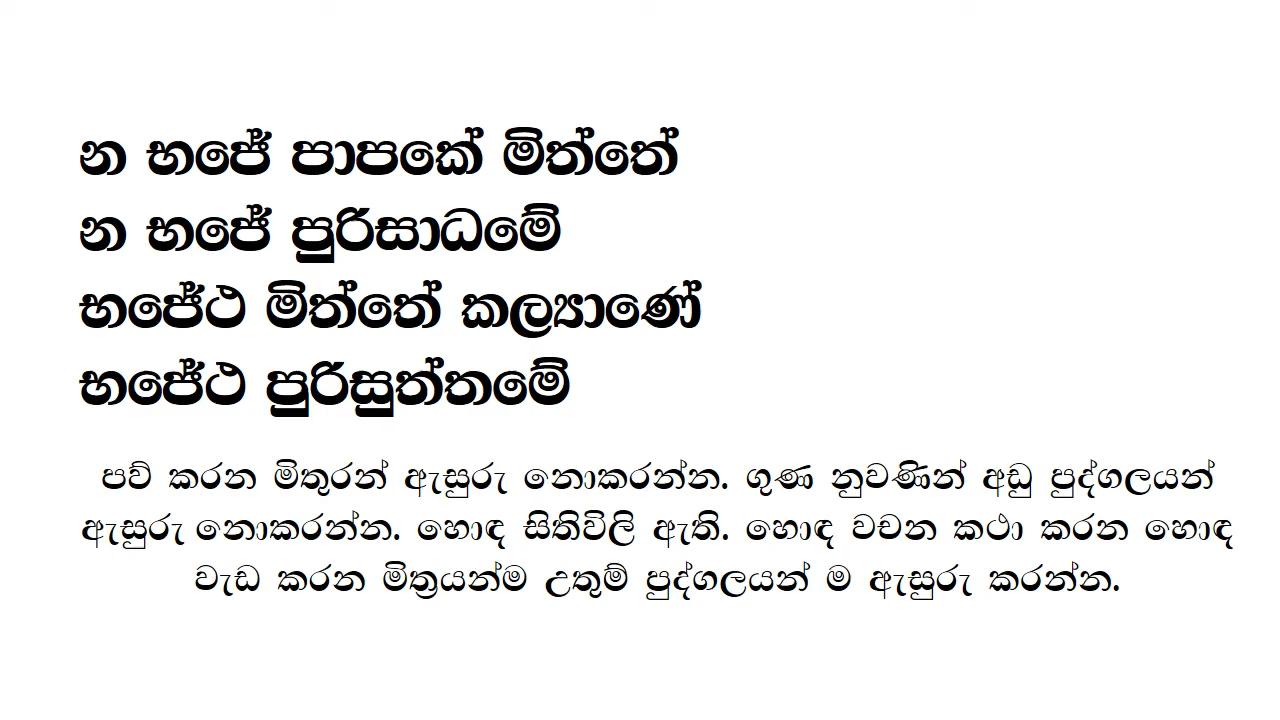 න භජේ පාපකේ මිත්තේ
න භජේ පුරිසාධමේ
භජේථ මිත්තේ කල්‍යාණේ
භජේථ පුරිසුත්තමේ
පව් කරන මිතුරන් ඇසුරු නොකරන්න. ගුණ නුවණින් අඩු පුද්ගලයන්
ඇසුරු නොකරන්න. හොඳ සිතිවිලි ඇති. හොඳ වචන කථා කරන හොඳ
වැඩ කරන මිත්‍රයන්ම උතුම් පුද්ගලයන් ම ඇසුරු කරන්න.